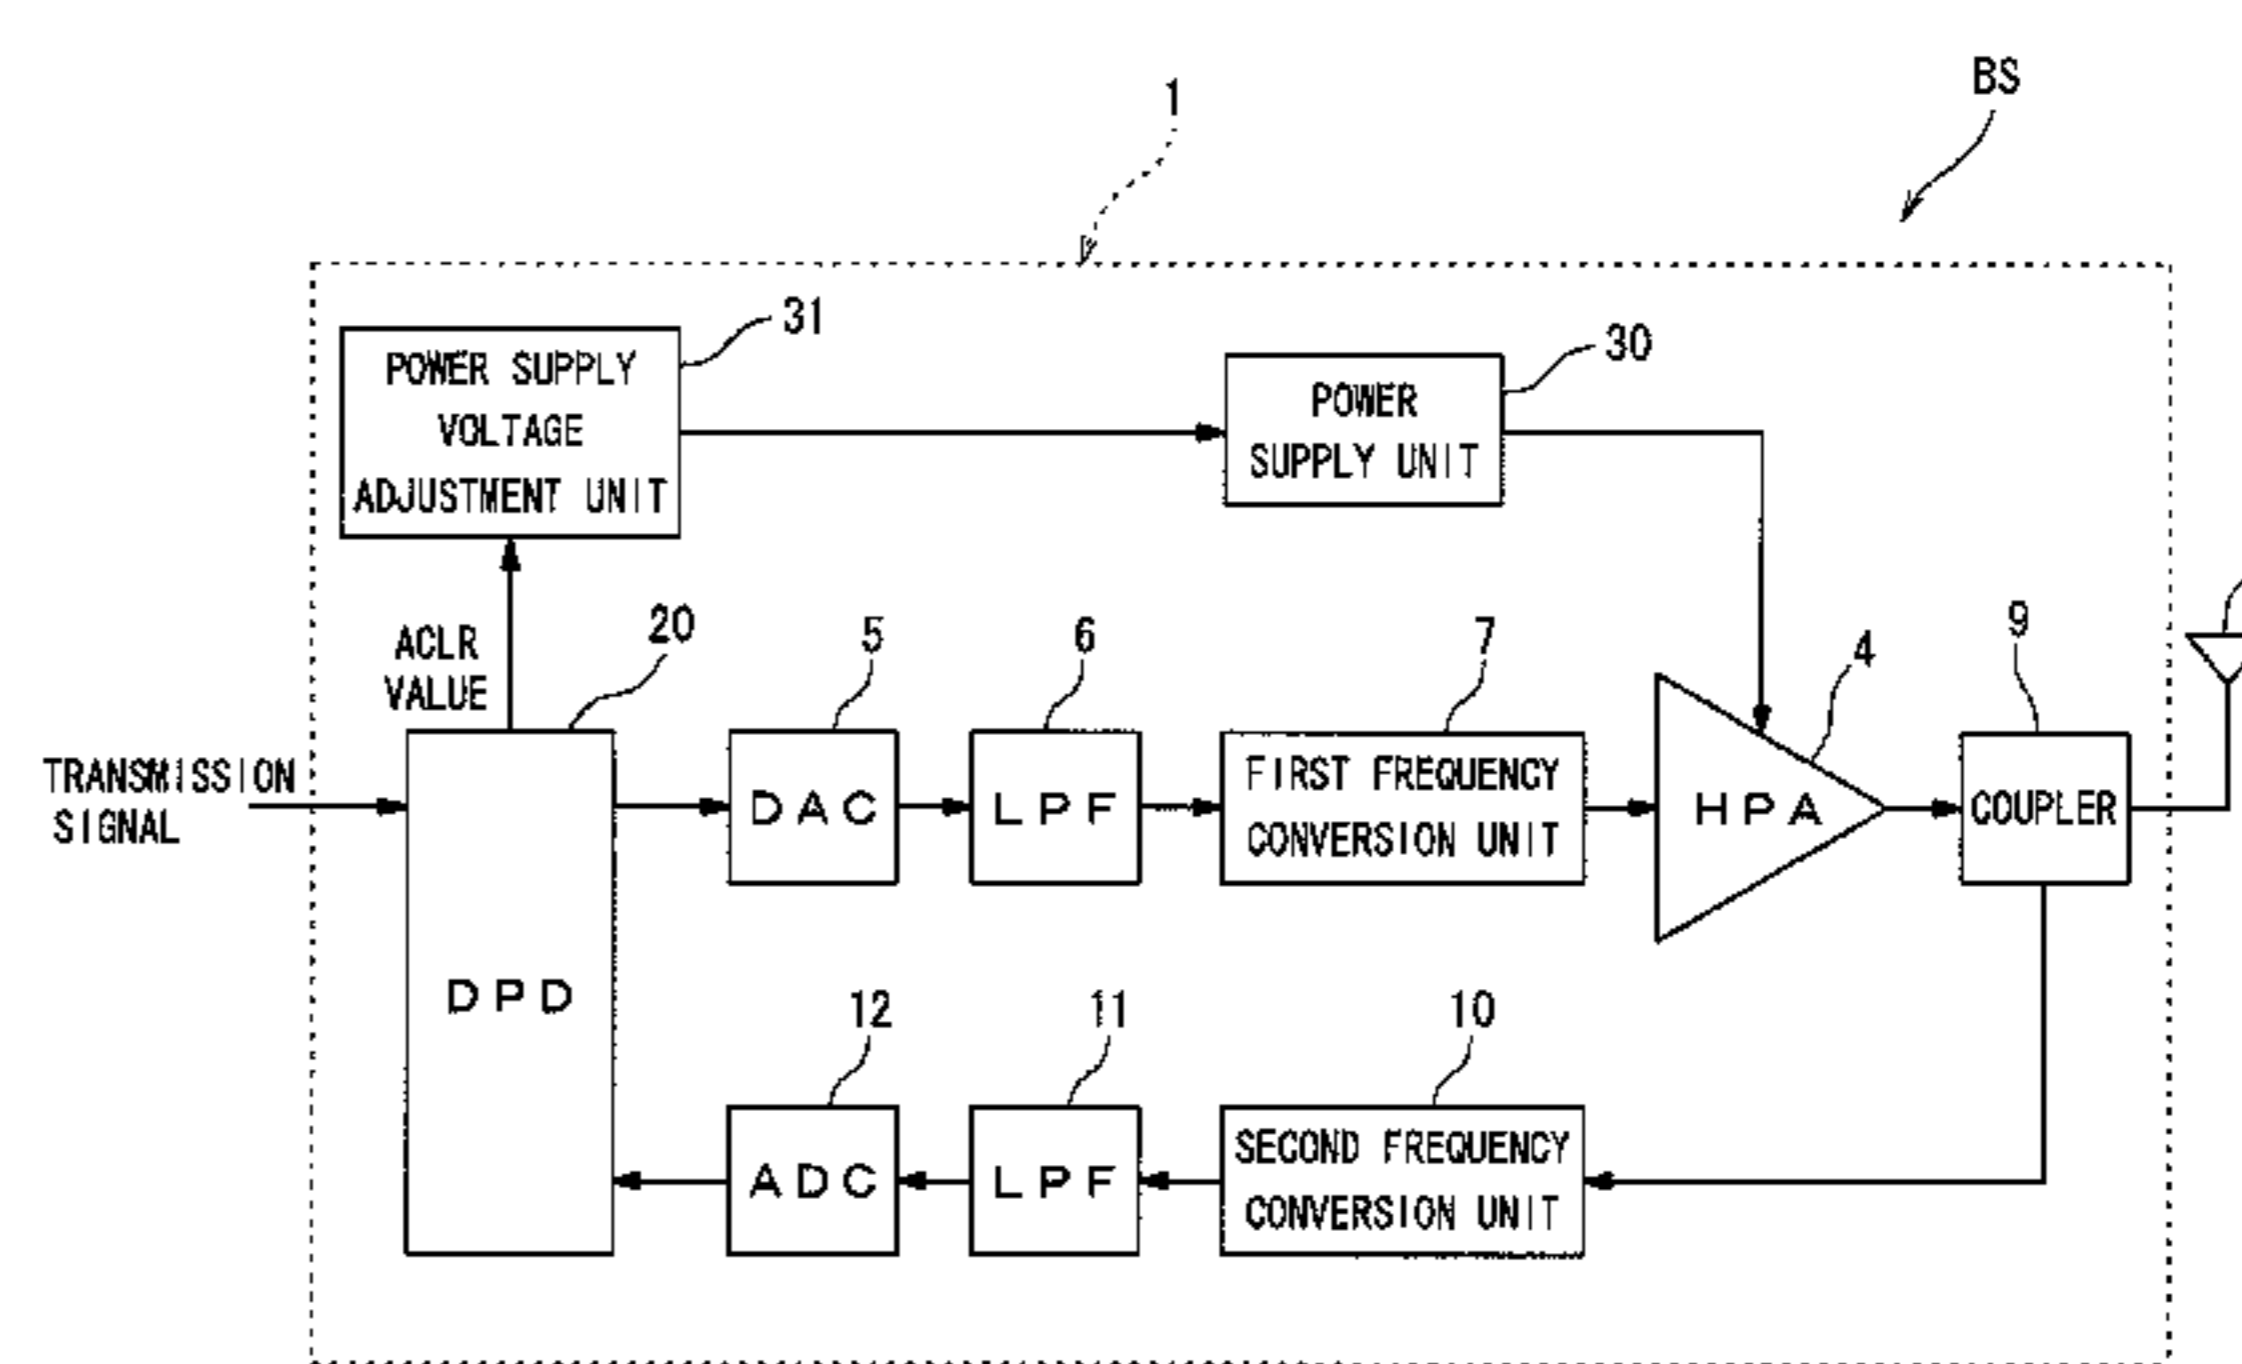 BS
1
31
POWER SUPPLY
VOLTAGE
ADJUSTMENT UNIT
30
POWER
SUPPLY UNIT
ACLR
VALUE
20
5
6
7
4
9
TRANSMISSION
SIGNAL
DAC
LPF
FIRST FREQUENCY
CONVERSION UNIT
HPA
COUPLER
DPD
12
11
10
ADC
LPF
SECOND FREQUENCY
CONVERSION UNIT